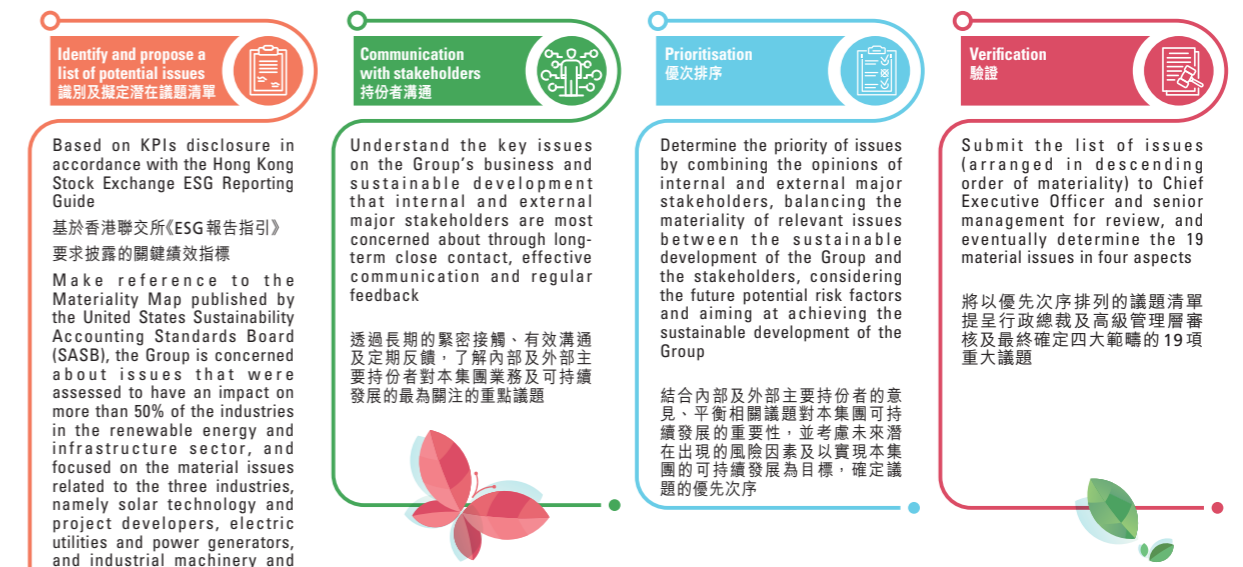 Identify and propose a
list of potential issues
識別及擬定潛在議題清單
Based on KPIs disclosure in
accordance with the Hong Kong
Stock Exchange ESG Reporting
Guide
基於香港聯交所《ESG報告指引》
要求披露的關鍵績效指標
Make reference to the
Materiality Map published by
the United States Sustainability
Accounting Standards Board
(SASB), the Group is concerned
about issues that were
assessed to have an impact on
more than 50% of the industries
in the renewable energy and
infrastructure sector, and
focused on the material issues
related to the three industries,
namely solar technology and
project developers, electric
utilities and power generators,
and industrial machinery and
Communication
with stakeholders
持份者溝通
Understand the key issues
on the Group's business and
sustainable development
that internal and external
major stakeholders are most
concerned about through long-
term close contact, effective
communication and regular
feedback
透過長期的緊密接觸、有效溝通
及定期反饋，了解內部及外部主
要持份者對本集團業務及可持續
發展的最為關注的重點議題
Prioritisation
優次排序
Determine the priority of issues
by combining the opinions of
internal and external major
stakeholders, balancing the
materiality of relevant issues
between the sustainable
development of the Group and
the stakeholders, considering
the future potential risk factors
and aiming at achieving the
sustainable development of the
Group
結合內部及外部主要持份者的意
見、平衡相關議題對本集團可持
續發展的重要性，並考慮未來潛
在出現的風險因素及以實現本集
團的可持續發展為目標，確定議
題的優先次序
Verification
驗證
Submit the list of issues
(arranged in descending
order of materiality) to Chief
Executive Officer and senior
management for review, and
eventually determine the 19
material issues in four aspects
將以優先次序排列的議題清單
提呈行政總裁及高級管理層審
核及最終確定四大範疇的19項
重大議題